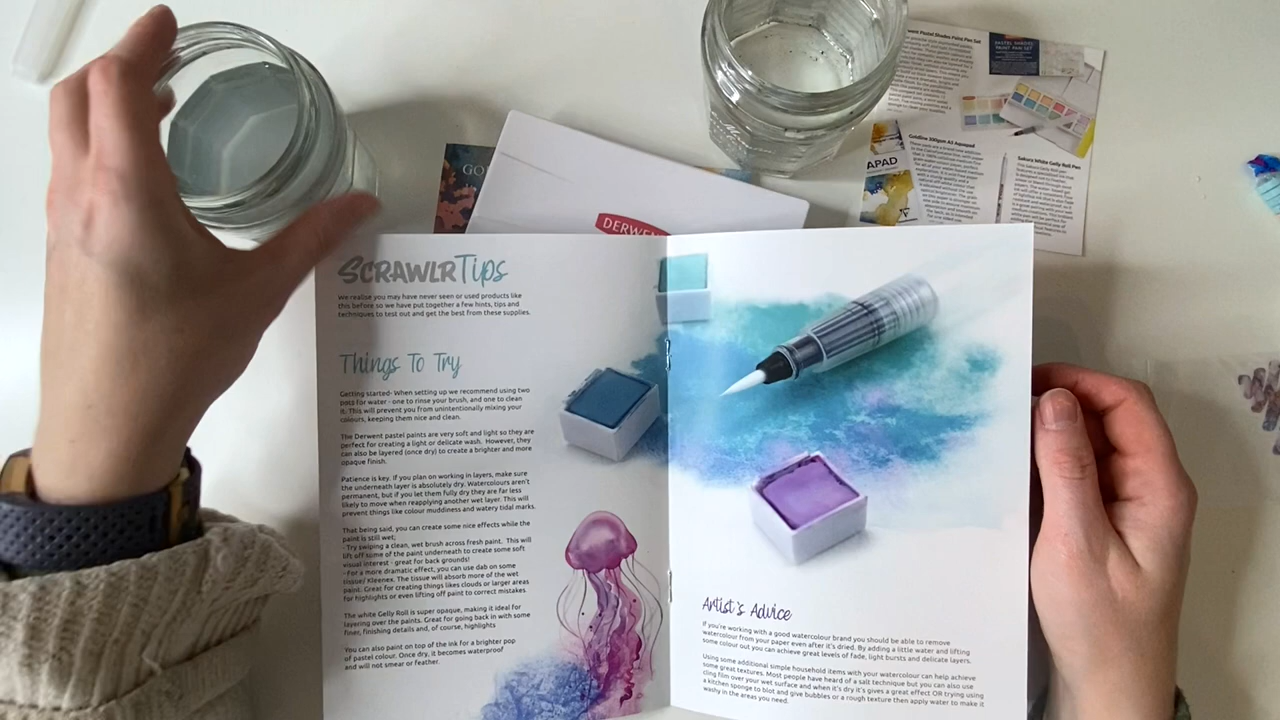 SCRAWLRTips
We realise you may have never seen or used products like
this before so we have put together a few hints, tips and
techniques to test out and get the best from these supplies.
Things To Try
Getting started- When setting up we recommend using two
pots for water - one to rinse your brush, and one to clean
it. This will prevent you from unintentionally mixing your
colours, keeping them nice and clean.
The Derwent pastel paints are very soft and light so they are
perfect for creating a light or delicate wash. However, they
can also be layered (once dry) to create a brighter and more
opaque finish.
Patience is key. If you plan on working in layers, make sure
the underneath layer is absolutely dry. Watercolours aren't
permanent, but if you let them fully dry they are far less
likely to move when reapplying another wet layer. This will
prevent things like colour muddiness and watery tidal marks.
That being said, you can create some nice effects while the
paint is still wet;
- Try swiping a clean, wet brush across fresh paint. This will
lift off some of the paint underneath to create some soft
visual interest - great for back grounds!
- For a more dramatic effect, you can use dab on some
tissue/ Kleenex. The tissue will absorb more of the wet
paint. Great for creating things like clouds or larger areas
for highlights or even lifting off paint to correct mistakes
The white Gelly Roll is super opaque, making it ideal for
layering over the paints. Great for going back in with some
finer, finishing details and, of course, highlights
You can also paint on top of the ink for a brighter pop
of pastel colour. Once dry, it becomes waterproof
and will not smear or feather.
Artist's Advice
If you're working with a good watercolour brand you should be able to remove
watercolour from your paper even after it's dried. By adding a little water and lifting
some colour out you can achieve great levels of fade, light bursts and delicate layers.
Using some additional simple household items with your watercolour can help achieve
some great textures. Most people have heard of a salt technique but you can also use
cling film over your wet surface and when it's dry it's gives a great effect OR trying using
a kitchen sponge to blot and give bubbles or a rough texture then apply water to make it
washy in the areas you need.
DERWENT
GO
APAD
Pastel Shades Paint Pan Set
PASTEL SHADES
PAINT PAN SET
300gsm A5 Aquapad
Sakura White Gelly Roll Pen